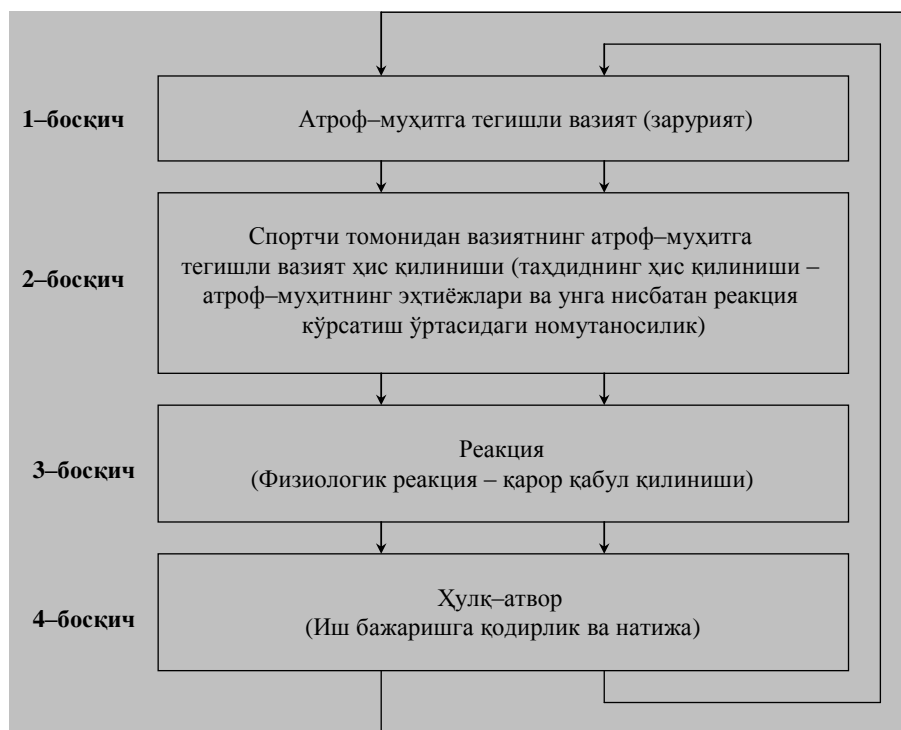 1–босқич
Атроф–муҳитга тегишли вазият (зарурият)
2–босқич
Спортчи томонидан вазиятнинг атроф–муҳитга
тегишли вазият ҳис қилиниши (таҳдиднинг ҳис қилиниши –
атроф–муҳитнинг эҳтиёжлари ва унга нисбатан реакция
кўрсатиш ўртасидаги номутаносилик)
3–босқич
Реакция
(Физиологик реакция – қарор қабул қилиниши)
4–босқич
Ҳулқ–атвор
(Иш бажаришга қодирлик ва натижа)